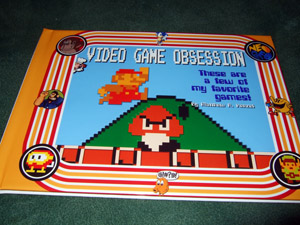 VIDEO GAME OBSESSION
These are
a few of
my favorite
games!